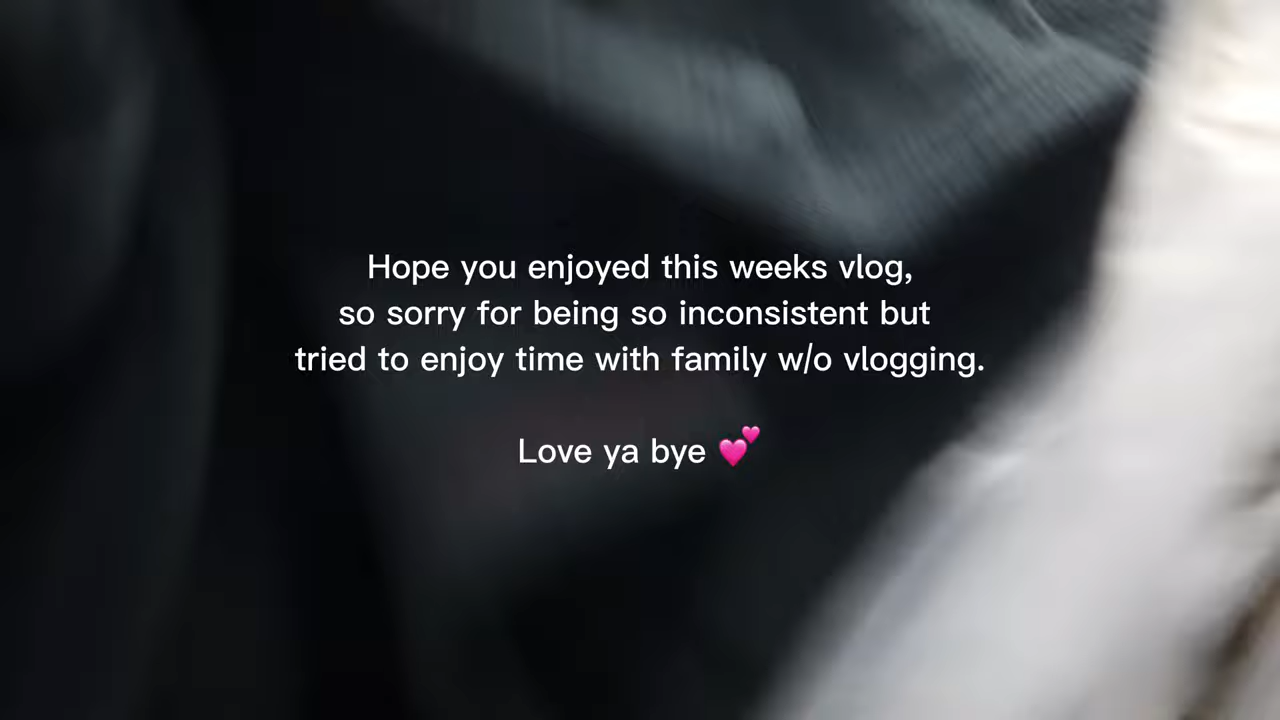 Hope you enjoyed this weeks vlog,
so sorry for being so inconsistent but
tried to enjoy time with family w/o vlogging.
Love ya bye 💕